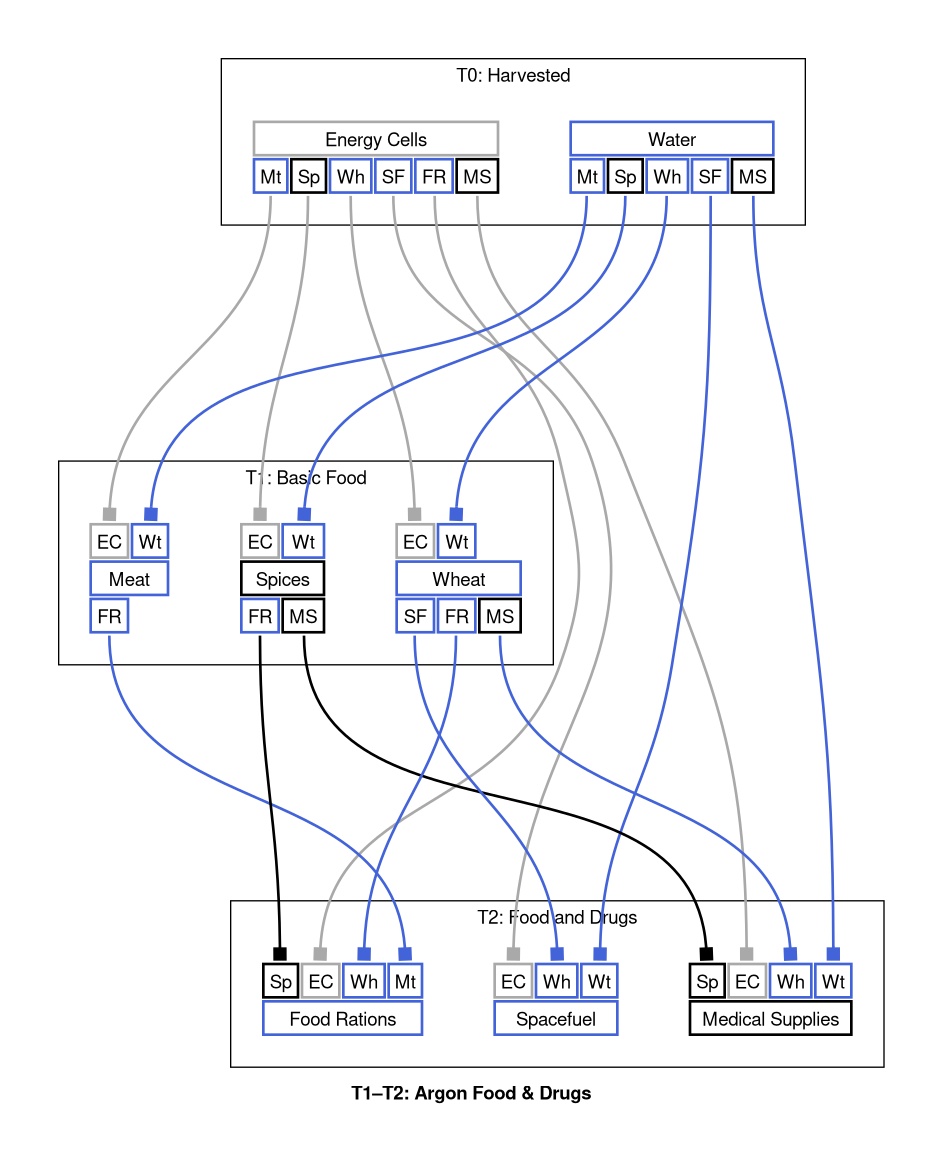 T0: Harvested
Energy Cells Water
Mt Sp Wh SF FR MS Mt Sp Wh SF MS
T1: Basic Food
EC Wt EC Wt EC Wt
Meat Spices Wheat
FR FR MS SF FR MS
T2: Food and Drugs
Sp EC Wh Mt EC Wh Wt Sp EC Wh Wt
Food Rations Spacefuel Medical Supplies
T1–T2: Argon Food & Drugs